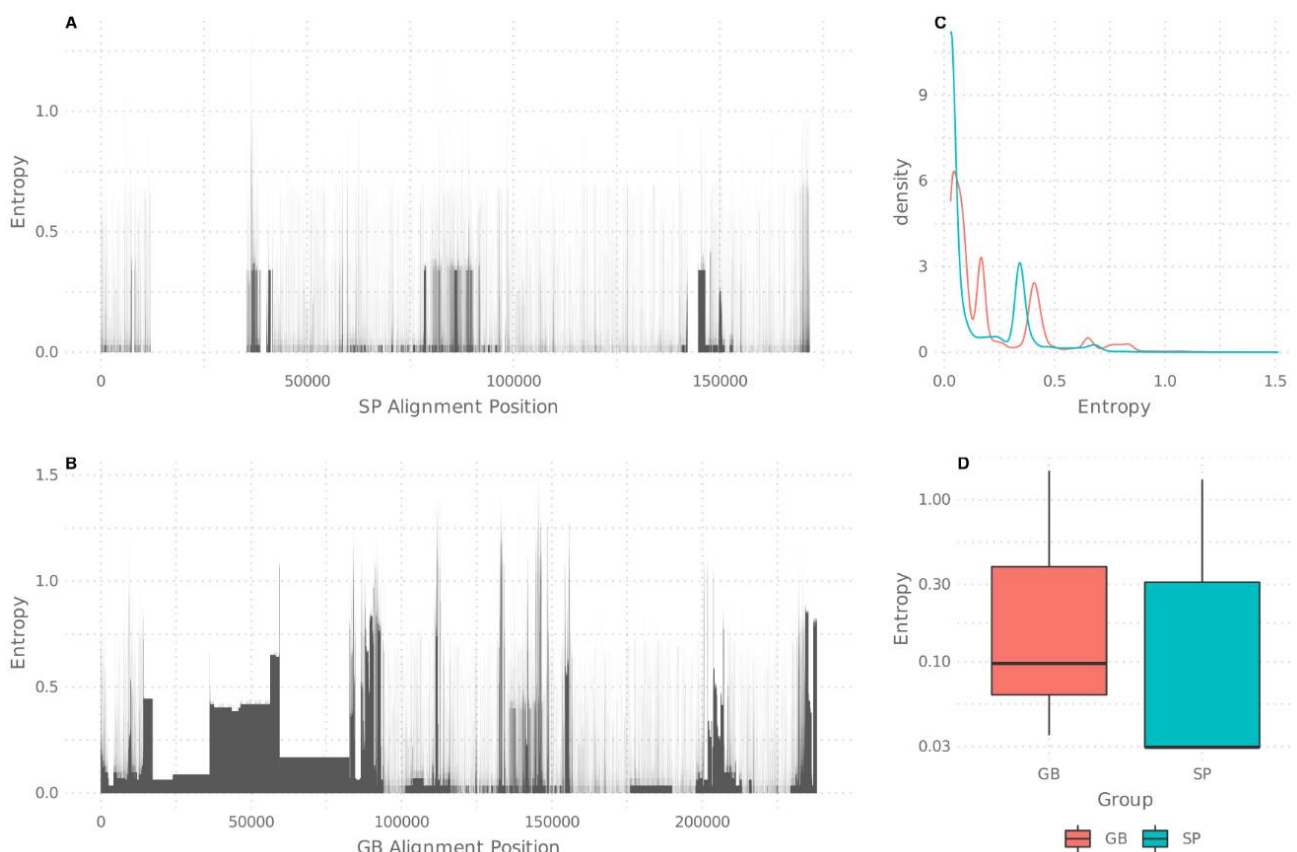 A
Entropy
1.0
0.5
0.0
0 50000 100000 150000
SP Alignment Position
B
Entropy
1.5
1.0
0.5
0.0
0 50000 100000 150000 200000
GB Alignment Position
C
density
9
6
3
0
0.0 0.5 1.0 1.5
Entropy
D
Entropy
1.00
0.30
0.10
0.03
GB SP
Group
GB SP